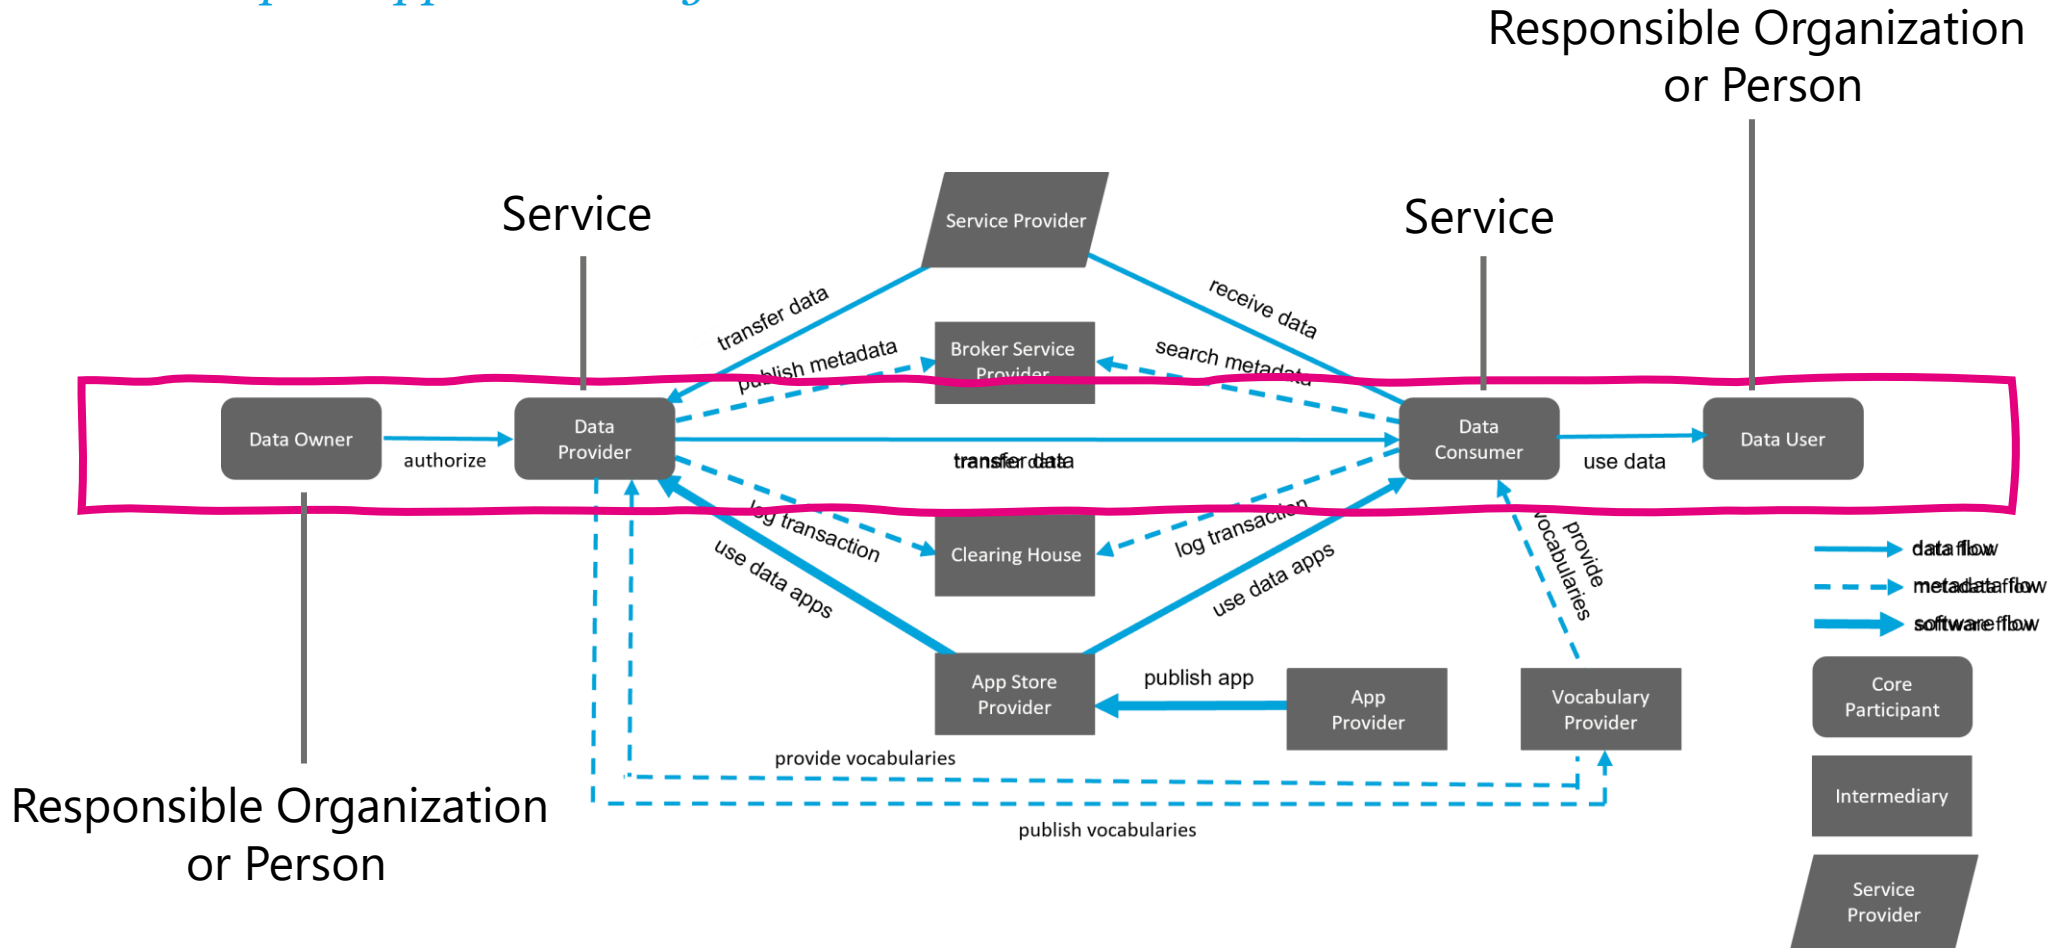 Responsible Organization
or Person
Service
Service
Service Provider
transfer data
receive data
publish metadata
search metadata
Broker Service
Provider
Data Owner
authorize
Data
Provider
transfer data
Data
Consumer
use data
Data User
log transaction
log transaction
Clearing House
use data apps
use data apps
provide
vocabularies
data flow
metadata flow
software flow
App Store
Provider
publish app
App
Provider
Vocabulary
Provider
Core
Participant
provide vocabularies
publish vocabularies
Intermediary
Responsible Organization
or Person
Service
Provider